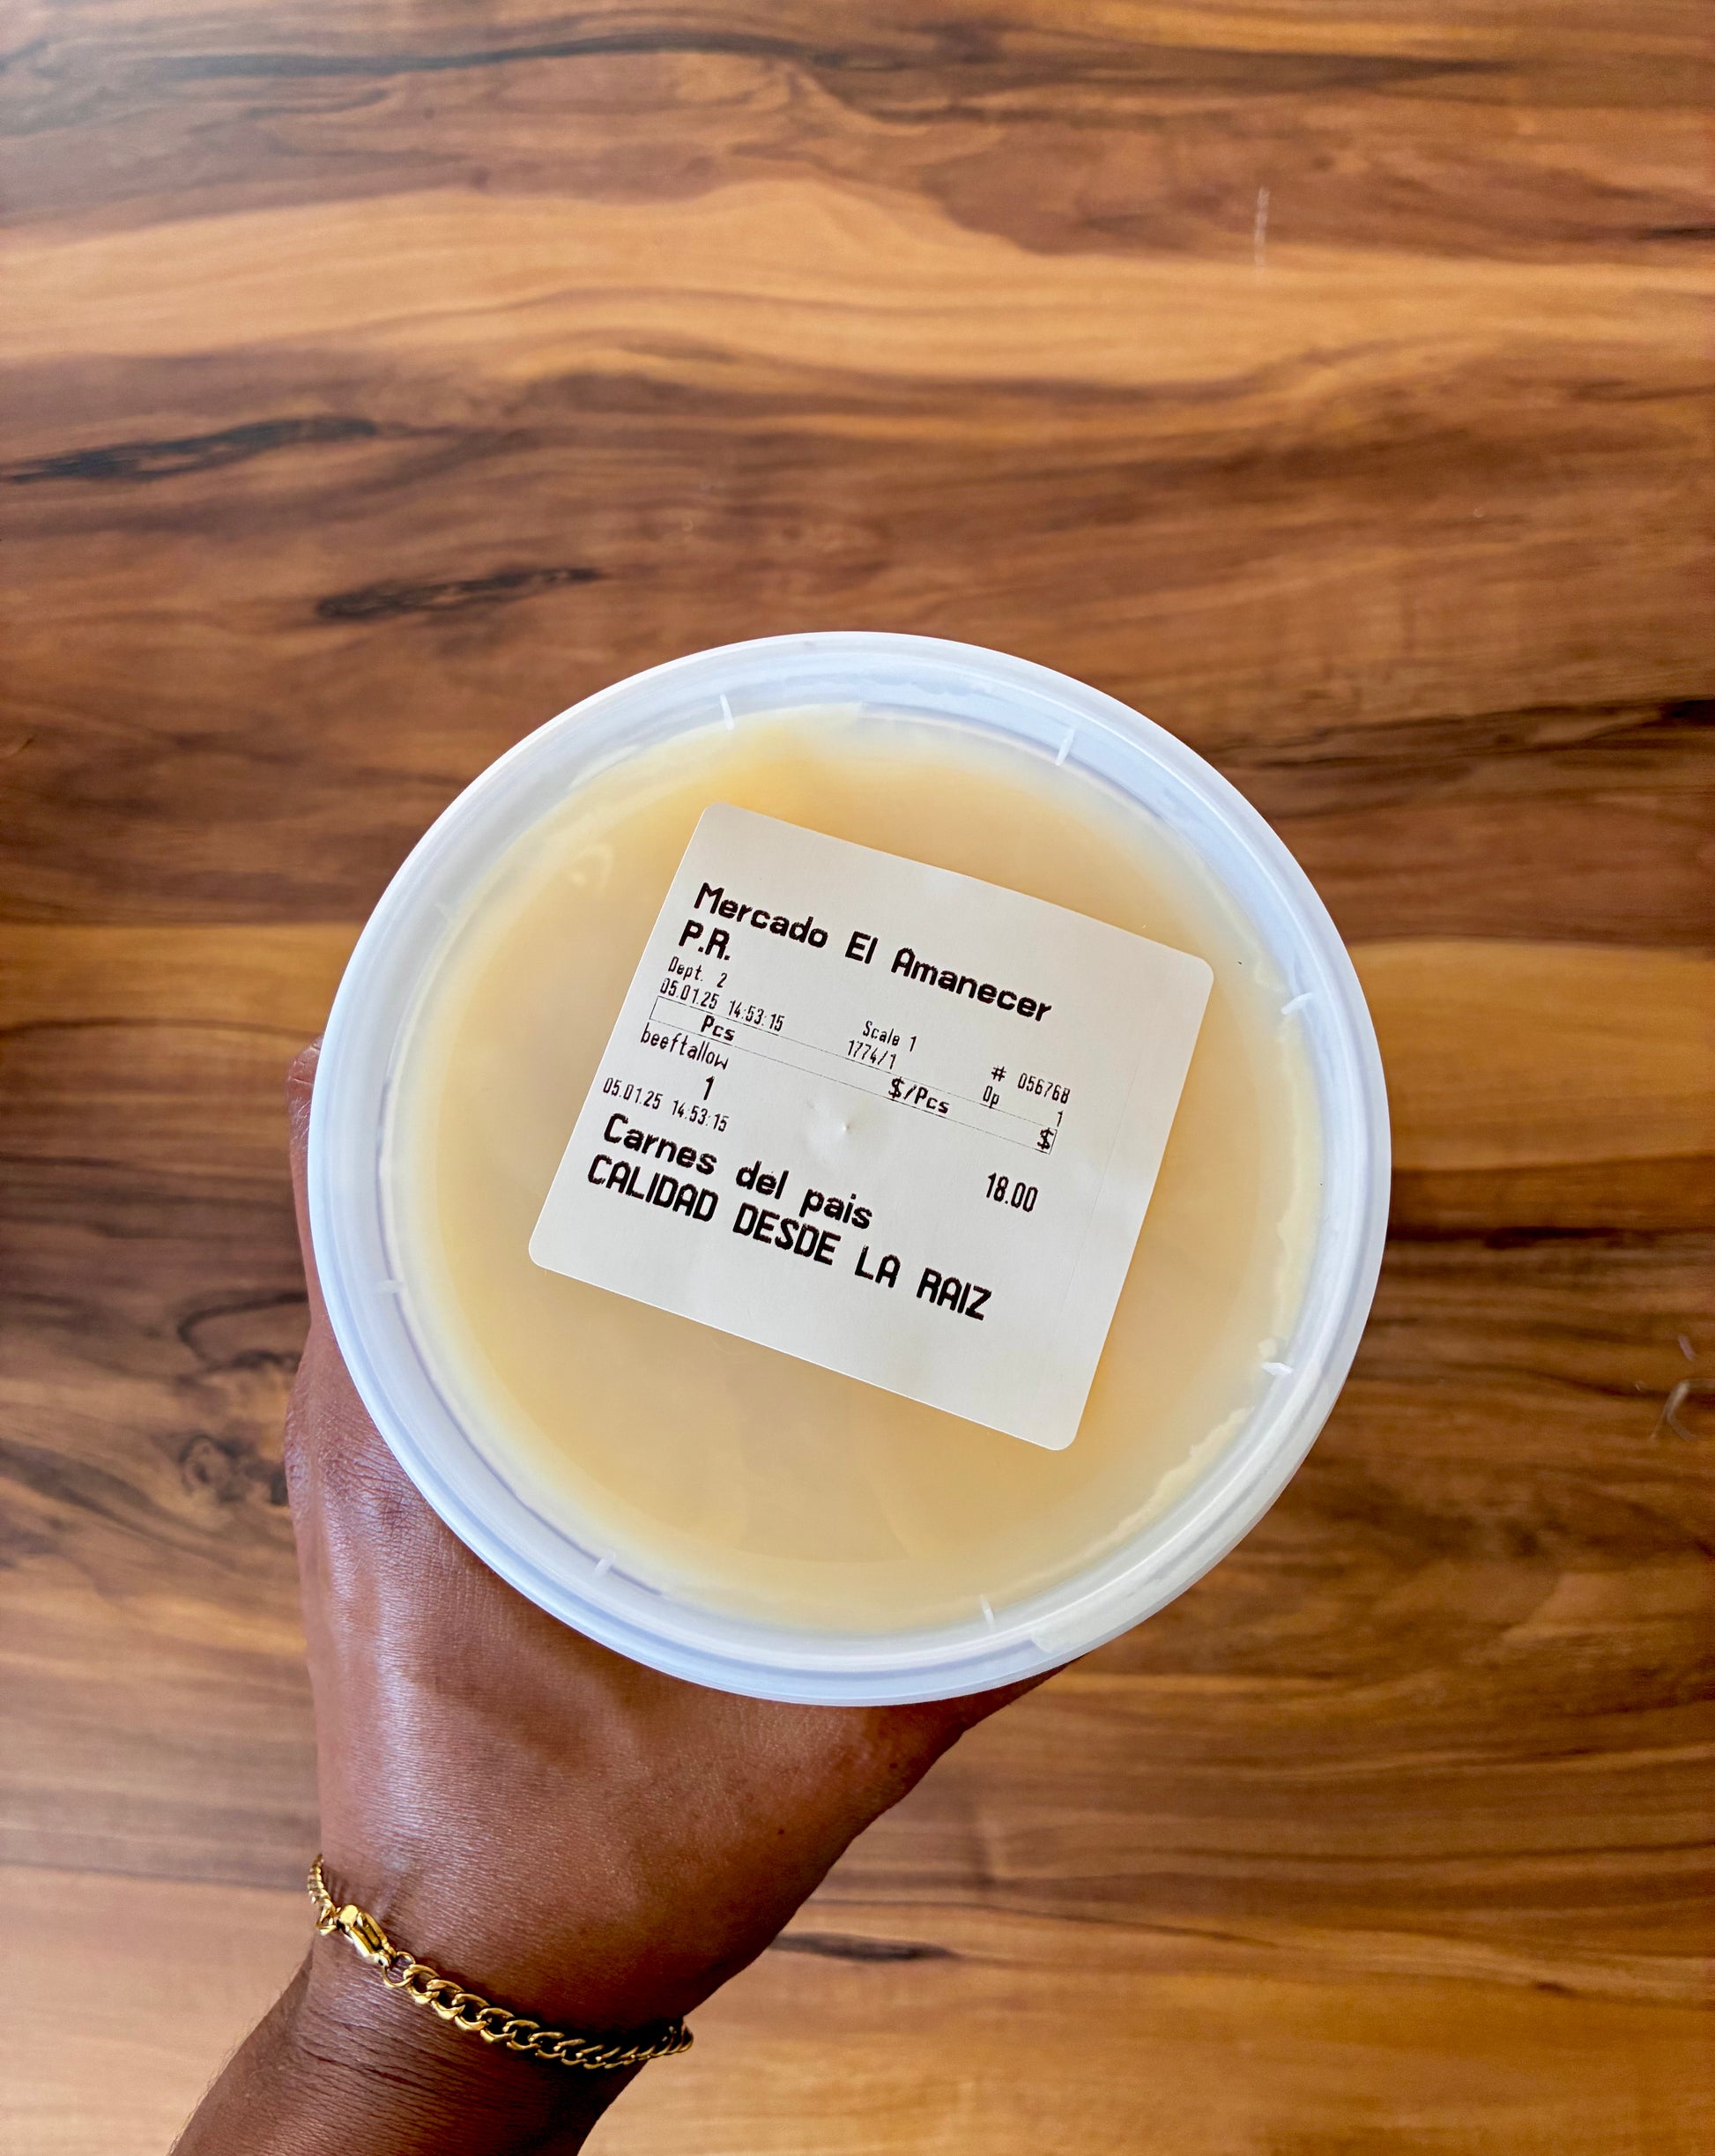 Mercado El Amanecer
P.R.
Dept. 2 Scale 1 # 056768
05.01.25 14:53:15 1774/1 Op 1
Pcs $/Pcs $
beeftallow
1 18.00
05.01.25 14:53:15
Carnes del pais
CALIDAD DESDE LA RAIZ